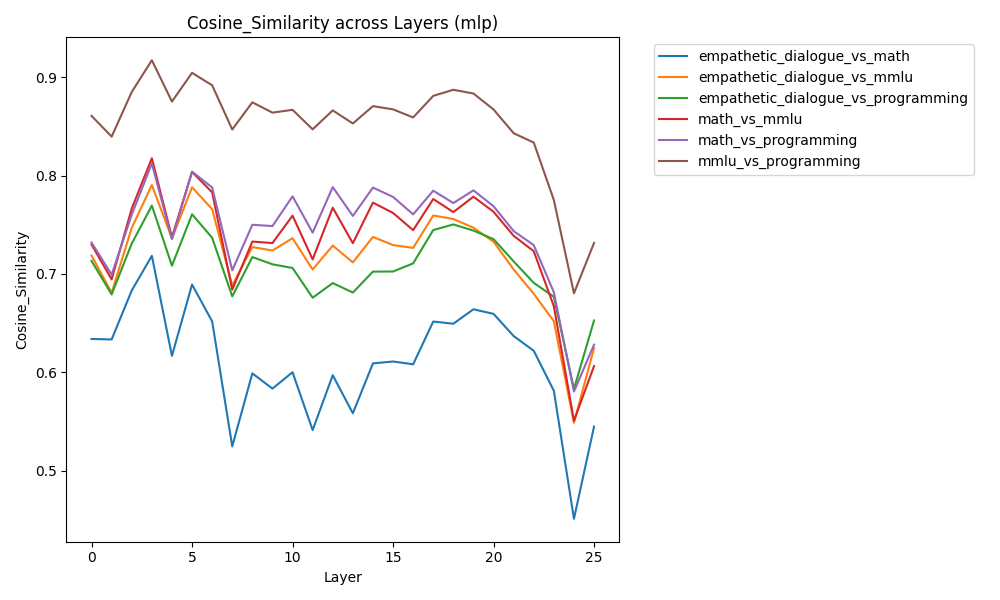 Cosine_Similarity across Layers (mlp)
empathetic_dialogue_vs_math
empathetic_dialogue_vs_mmlu
empathetic_dialogue_vs_programming
math_vs_mmlu
math_vs_programming
mmlu_vs_programming
Cosine_Similarity
0.9
0.8
0.7
0.6
0.5
0 5 10 15 20 25
Layer